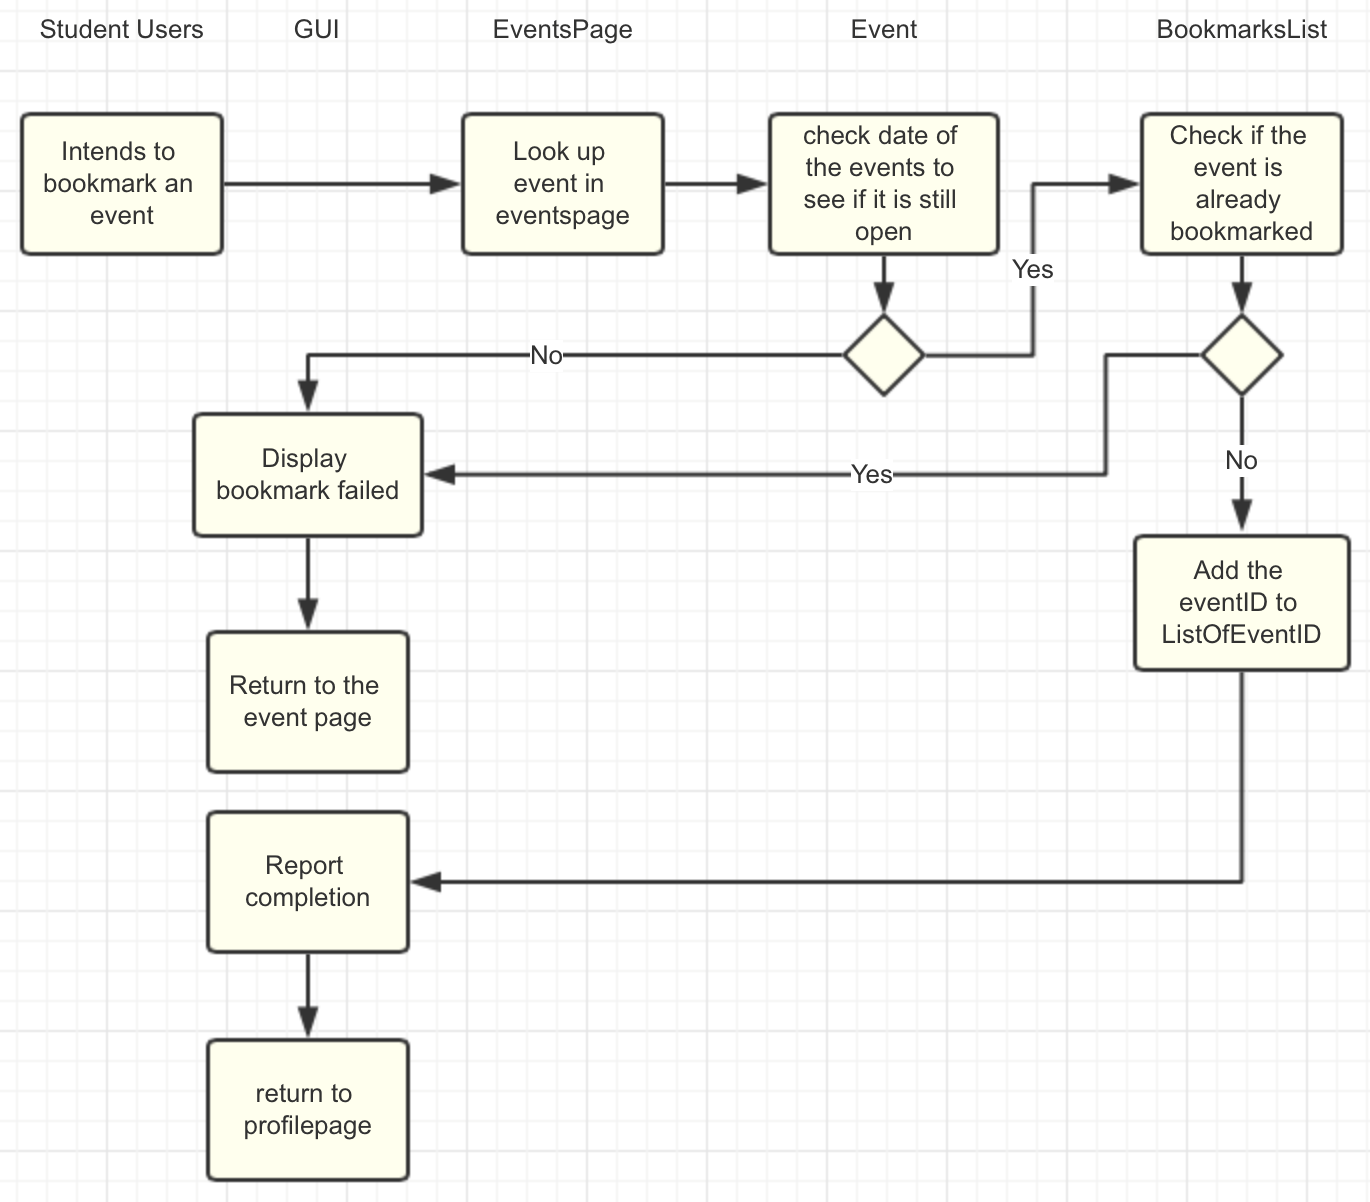 Student Users
GUI
EventsPage
Event
BookmarksList
Intends to
bookmark an
event
Look up
event in
eventspage
check date of
the events to
see if it is still
open
Check if the
event is
already
bookmarked
Yes
No
Display
bookmark failed
Yes
No
Add the
eventID to
ListOfEventID
Return to the
event page
Report
completion
return to
profilepage